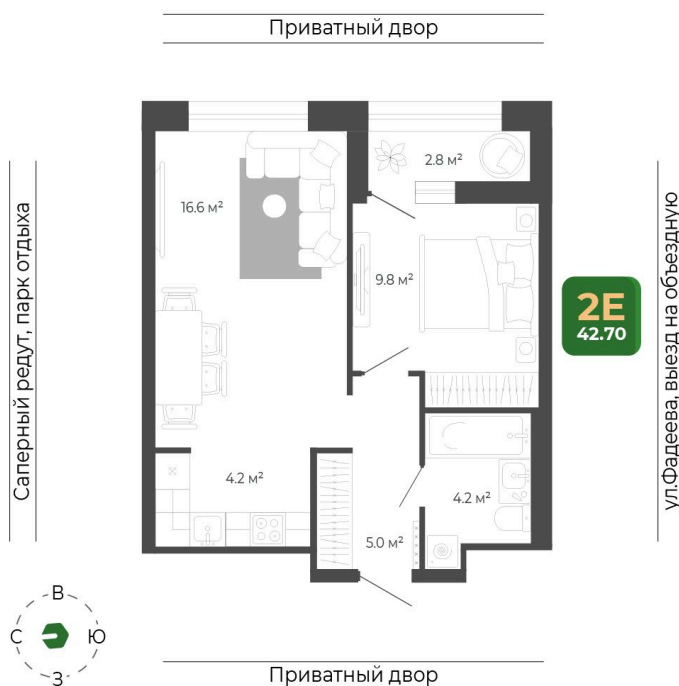 Приватный двор
Саперный редут, парк отдыха
16.6 м²
2.8 м²
9.8 м²
2Е
42.70
ул.Фадеева, выезд на объездную
4.2 м²
4.2 м²
5.0 м²
В
С
Ю
З
Приватный двор